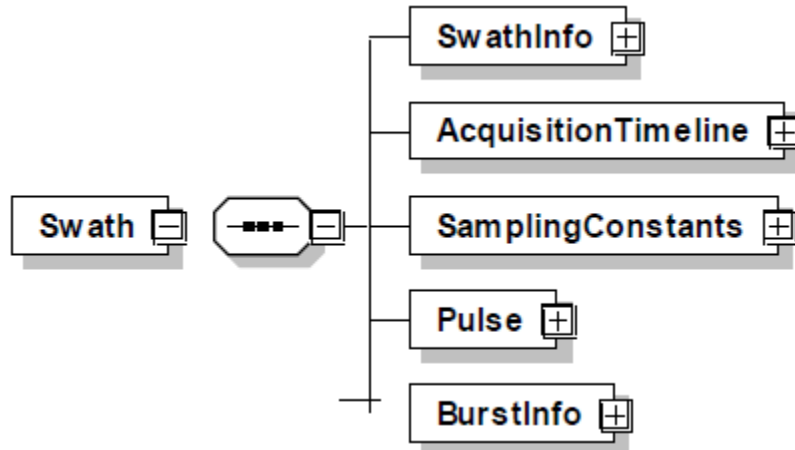 SwathInfo
AcquisitionTimeline
Swath
SamplingConstants
Pulse
BurstInfo